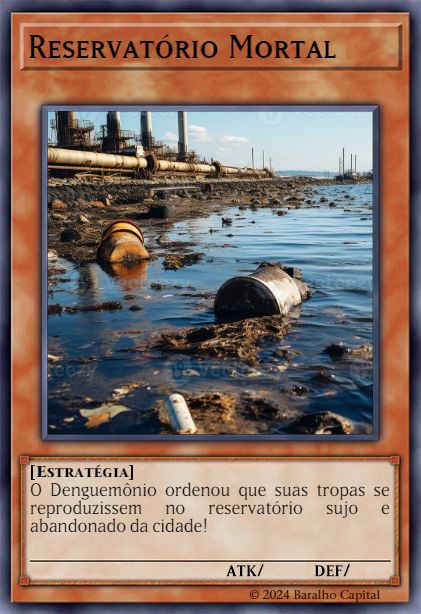 Reservatório Mortal
[Estratégia]
O Denguemônio ordenou que suas tropas se
reproduzissem no reservatório sujo e
abandonado da cidade!
ATK/ DEF/
© 2024 Baralho Capital